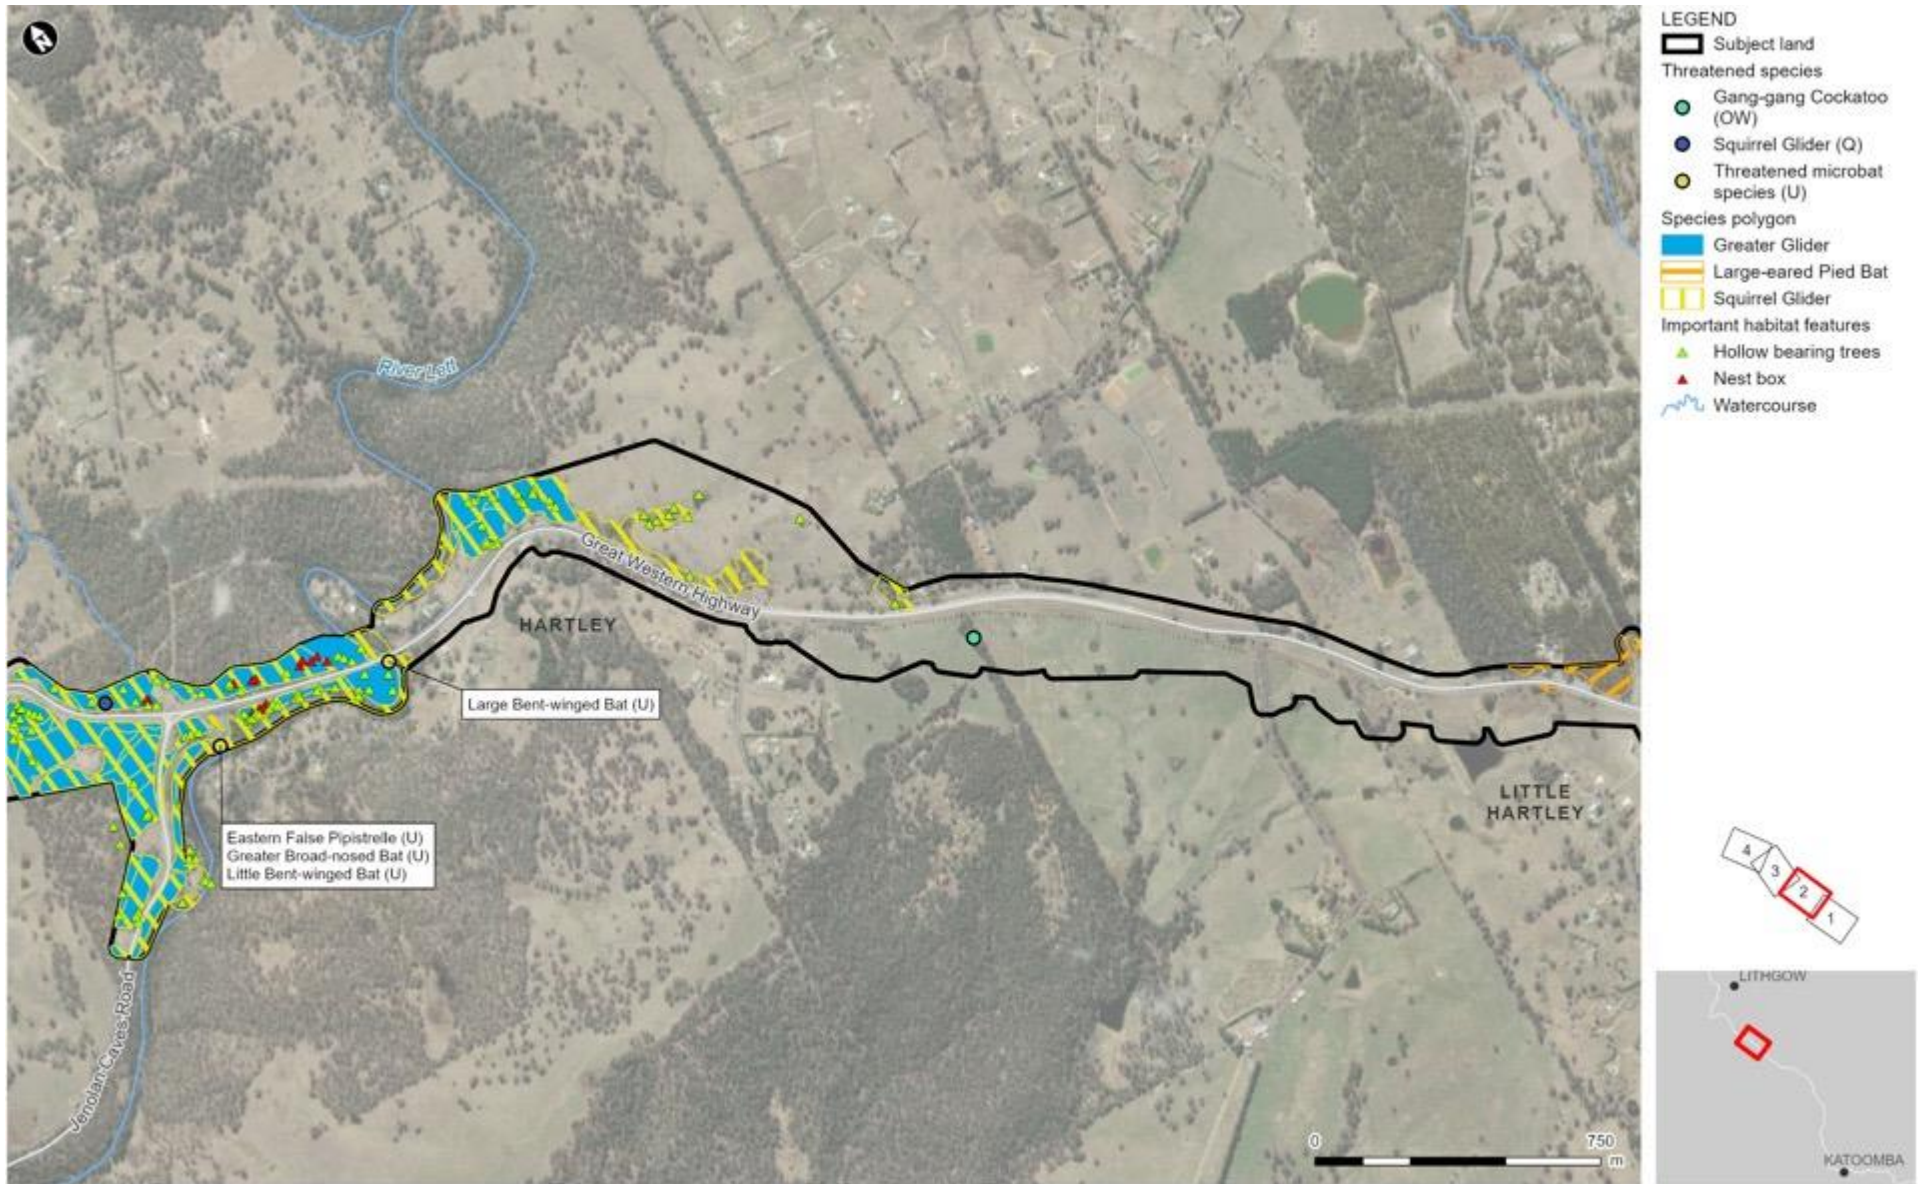 LEGEND
Subject land
Threatened species
Gang-gang Cockatoo
(OW)
Squirrel Glider (Q)
Threatened microbat
species (U)
Species polygon
Greater Glider
Large-eared Pied Bat
Squirrel Glider
Important habitat features
Hollow bearing trees
Nest box
Watercourse
River Lett
Great Western Highway
HARTLEY
Large Bent-winged Bat (U)
LITTLE
HARTLEY
Eastern False Pipistrelle (U)
Greater Broad-nosed Bat (U)
Little Bent-winged Bat (U)
Jenolan Caves Road
0
750
m
4
3
2
1
LITHGOW
KATOOMBA